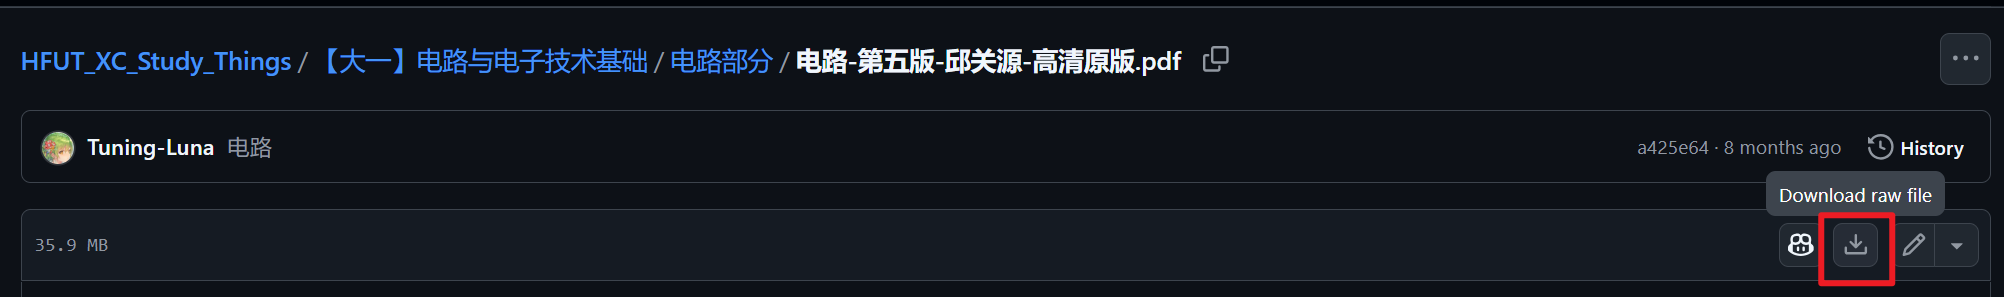 HFUT_XC_Study_Things / 【大一】电路与电子技术基础 / 电路部分 / 电路-第五版-邱关源-高清原版.pdf
Tuning-Luna 电路 a425e64 · 8 months ago History
Download raw file
35.9 MB